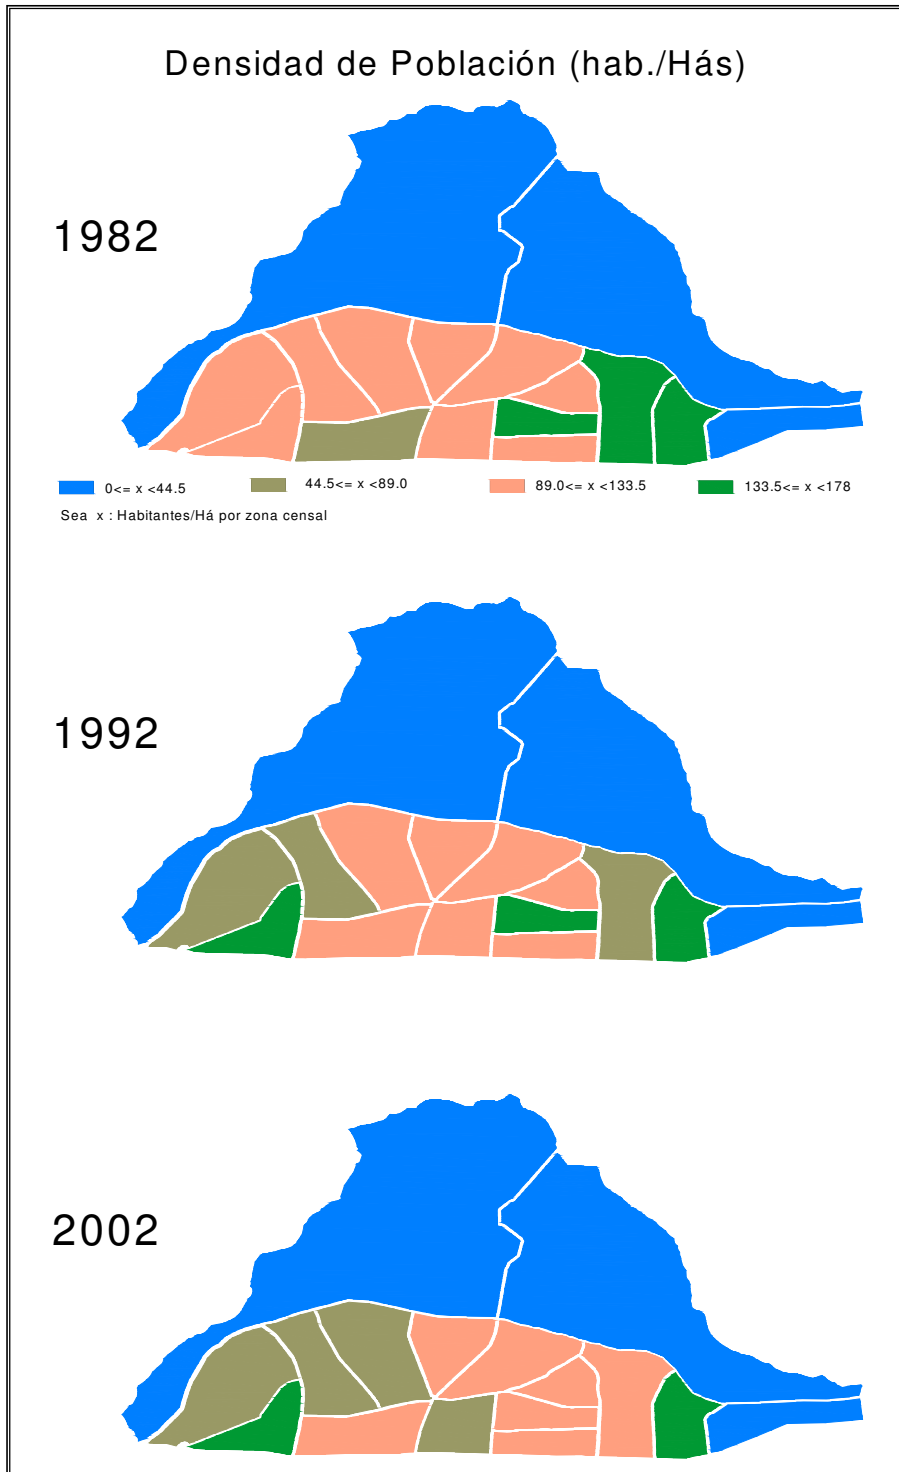 Densidad de Población (hab./Hás)
1982
0<= x <44.5 44.5<= x <89.0 89.0<= x <133.5 133.5<= x <178
Sea x : Habitantes/Há por zona censal
1992
2002